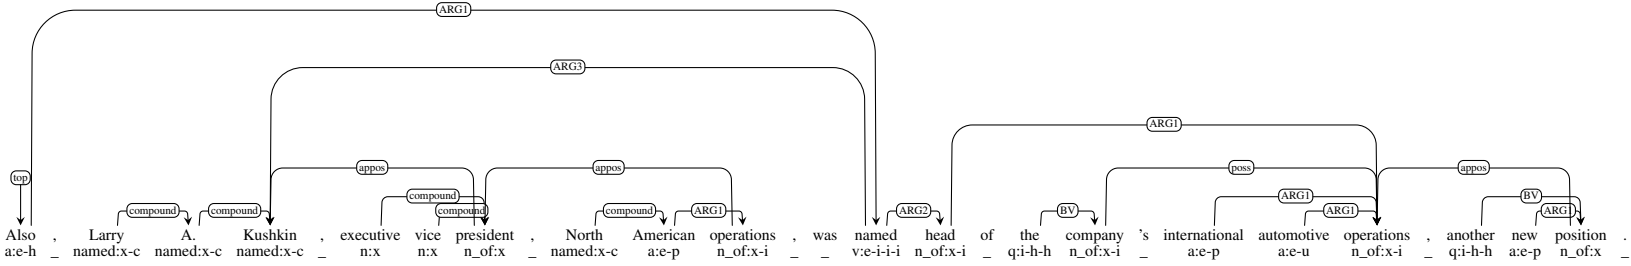 ARG1
ARG3
ARG1
top appos appos poss appos
compound compound compound compound compound ARG1 ARG2 BV ARG1 ARG1 BV ARG1
Also , Larry A. Kushkin , executive vice president , North American operations , was named head of the company 's international automotive operations , another new position .
a:e-h _ named:x-c named:x-c named:x-c _ n:x n:x n_of:x _ named:x-c a:e-p n_of:x-i _ _ v:e-i-i-i n_of:x-i _ q:i-h-h n_of:x-i _ a:e-p a:e-u n_of:x-i _ q:i-h-h a:e-p n_of:x _